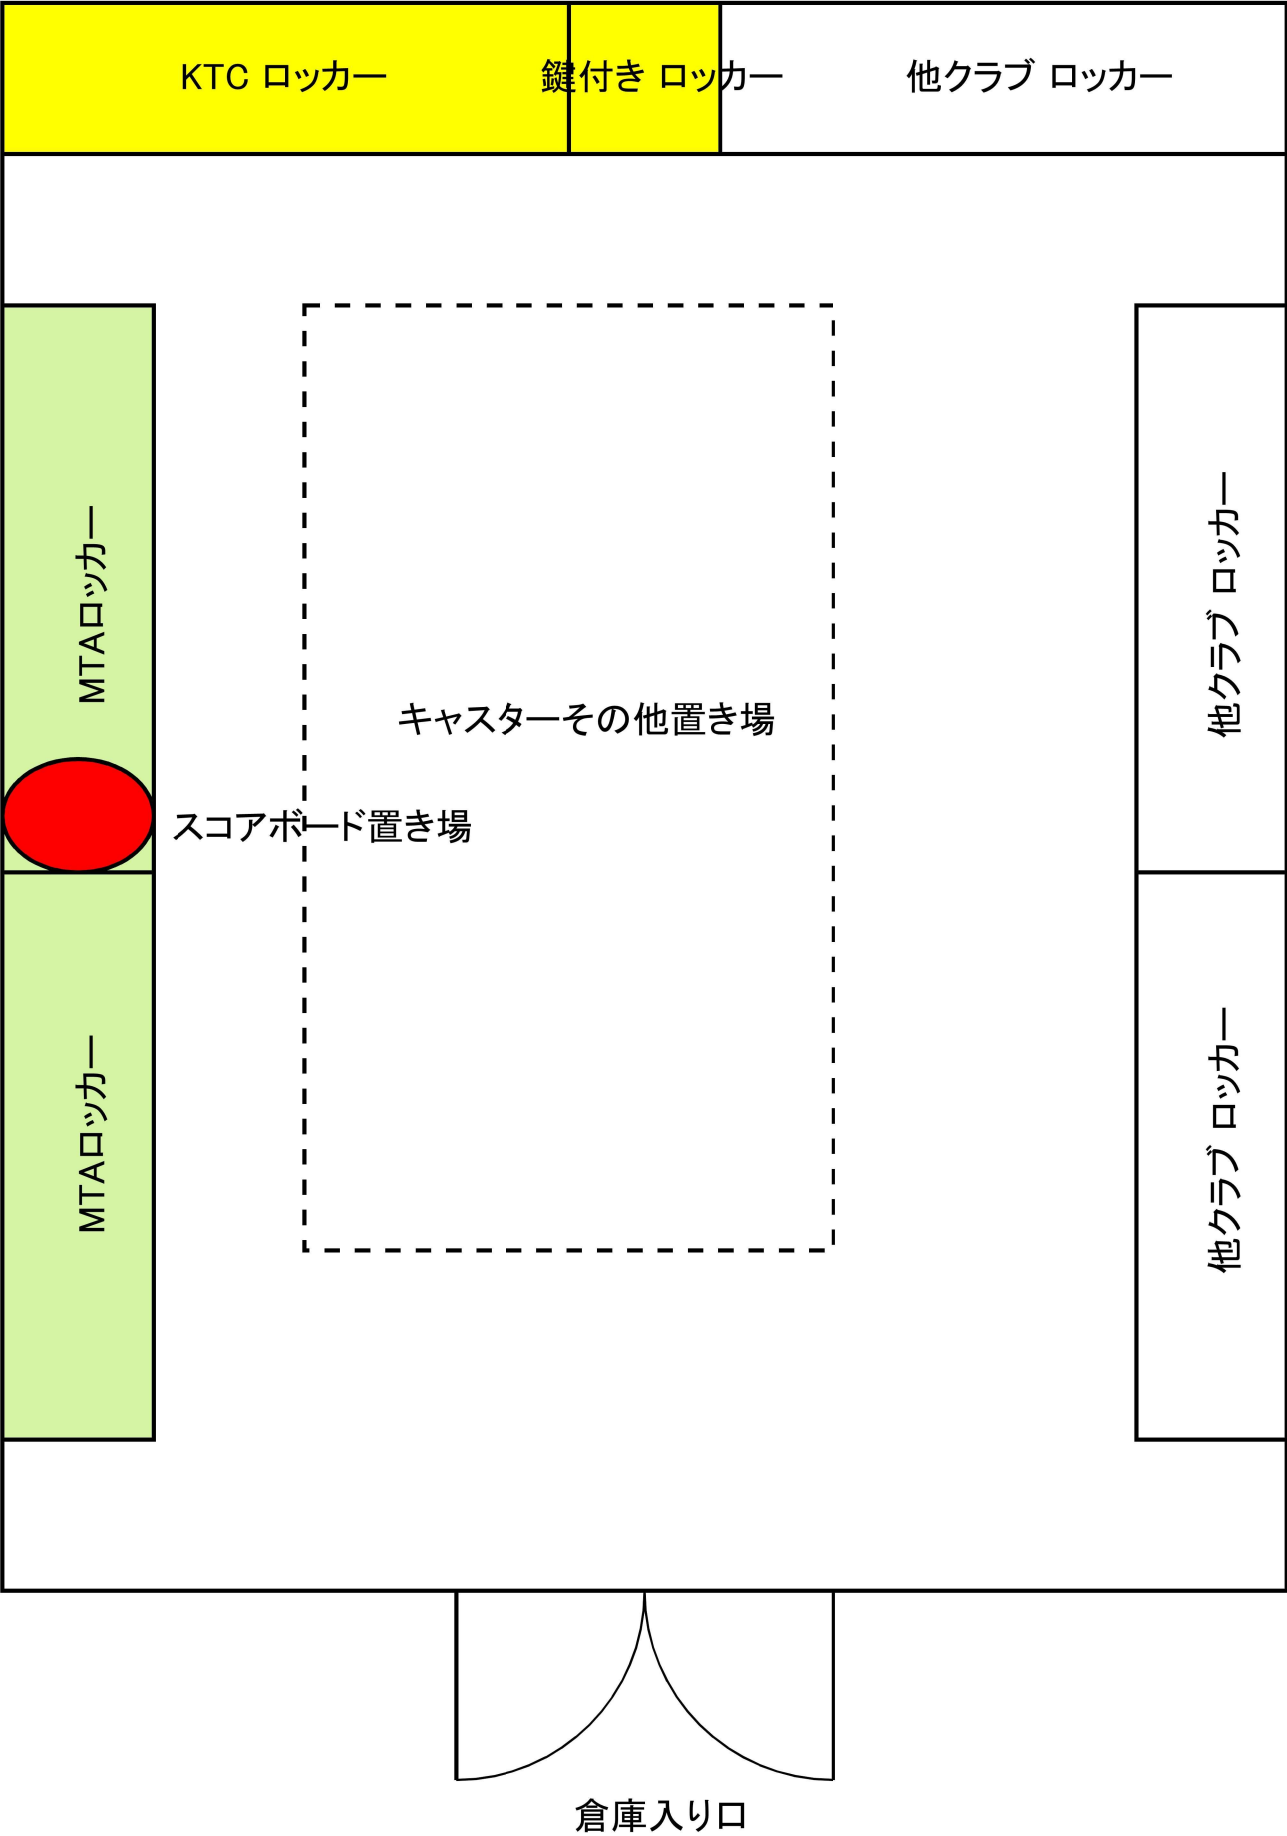 KTC ロッカー
鍵付き ロッカー
他クラブ ロッカー
MTAロッカー
他クラブ ロッカー
キャスターその他置き場
スコアボード置き場
MTAロッカー
他クラブ ロッカー
倉庫入り口